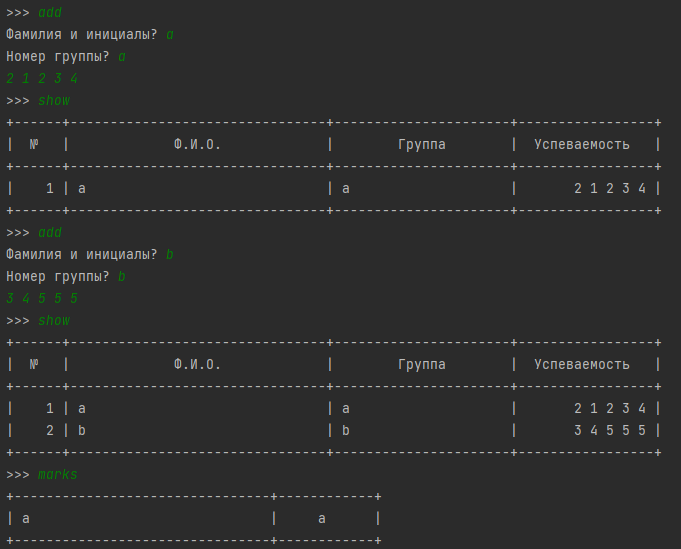 >>> add
Фамилия и инициалы? a
Номер группы? a
2 1 2 3 4
>>> show
+------+--------------------------------+----------------------+-----------------+
|  №   |             Ф.И.О.             |        Группа        |  Успеваемость   |
+------+--------------------------------+----------------------+-----------------+
|    1 | a                              | a                    |       2 1 2 3 4 |
+------+--------------------------------+----------------------+-----------------+
>>> add
Фамилия и инициалы? b
Номер группы? b
3 4 5 5 5
>>> show
+------+--------------------------------+----------------------+-----------------+
|  №   |             Ф.И.О.             |        Группа        |  Успеваемость   |
+------+--------------------------------+----------------------+-----------------+
|    1 | a                              | a                    |       2 1 2 3 4 |
|    2 | b                              | b                    |       3 4 5 5 5 |
+------+--------------------------------+----------------------+-----------------+
>>> marks
+--------------------------------+------------+
| a                              |     a      |
+--------------------------------+------------+